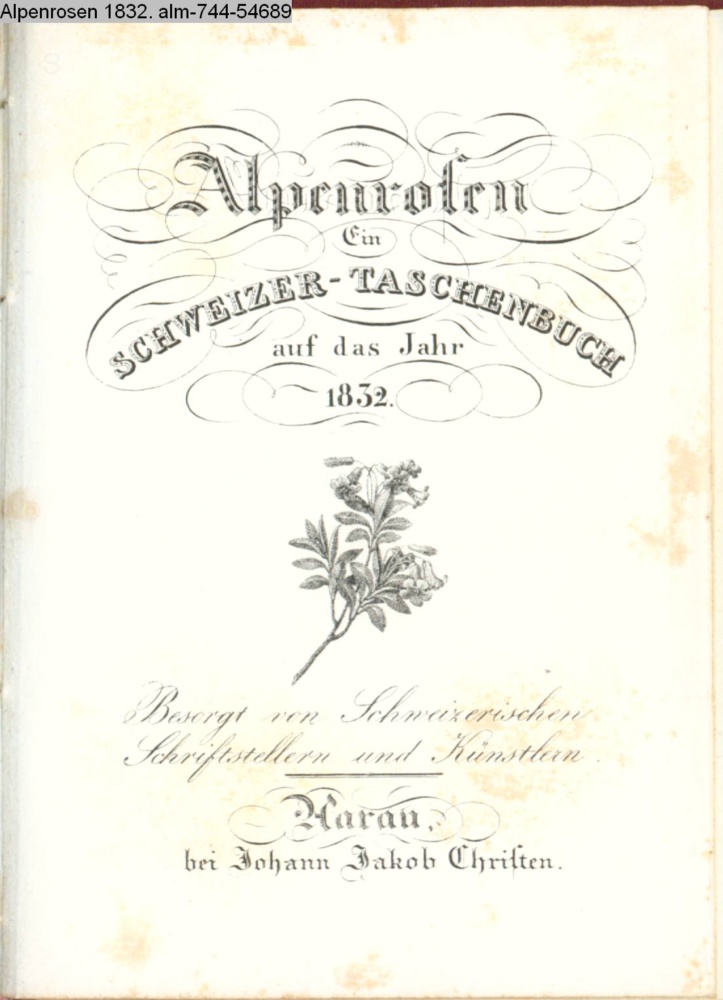 Alpenrosen 1832. alm-744-54689
Alpenroſen
Ein
SCHWEIZER-TASCHENBUCH
auf das Jahr
1832.
Besorgt von Schweizerischen
Schriftstellern und Künstlern.
Aarau,
bei Johann Jakob Chriſten.